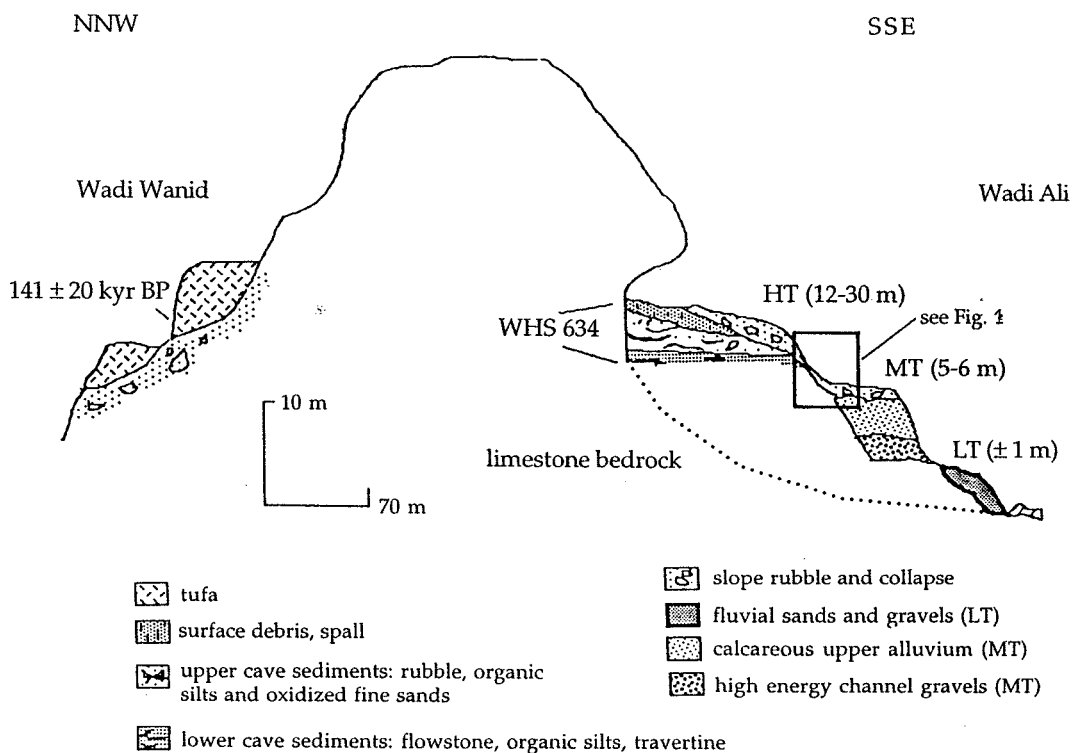 NNW
SSE
Wadi Wanid
Wadi Ali
141 ± 20 kyr BP
HT (12-30 m)
WHS 634
see Fig. 1
MT (5-6 m)
10 m
LT (± 1 m)
limestone bedrock
70 m
tufa
surface debris, spall
upper cave sediments: rubble, organic
silts and oxidized fine sands
lower cave sediments: flowstone, organic silts, travertine
slope rubble and collapse
fluvial sands and gravels (LT)
calcareous upper alluvium (MT)
high energy channel gravels (MT)